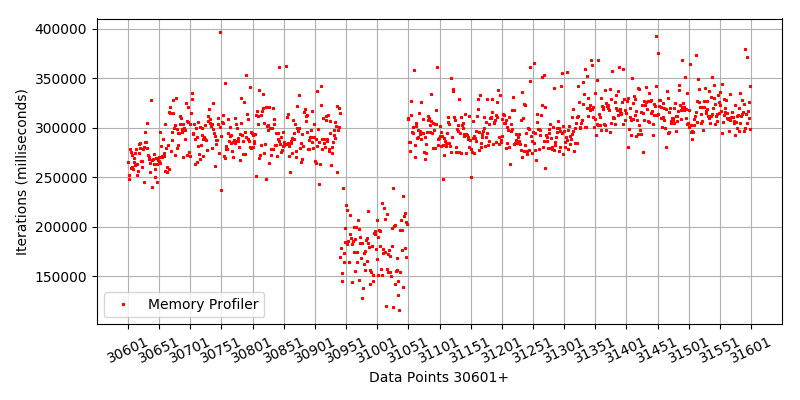 400000
350000
300000
250000
200000
150000
Iterations (milliseconds)
Memory Profiler
30601 30651 30701 30751 30801 30851 30901 30951 31001 31051 31101 31151 31201 31251 31301 31351 31401 31451 31501 31551 31601
Data Points 30601+